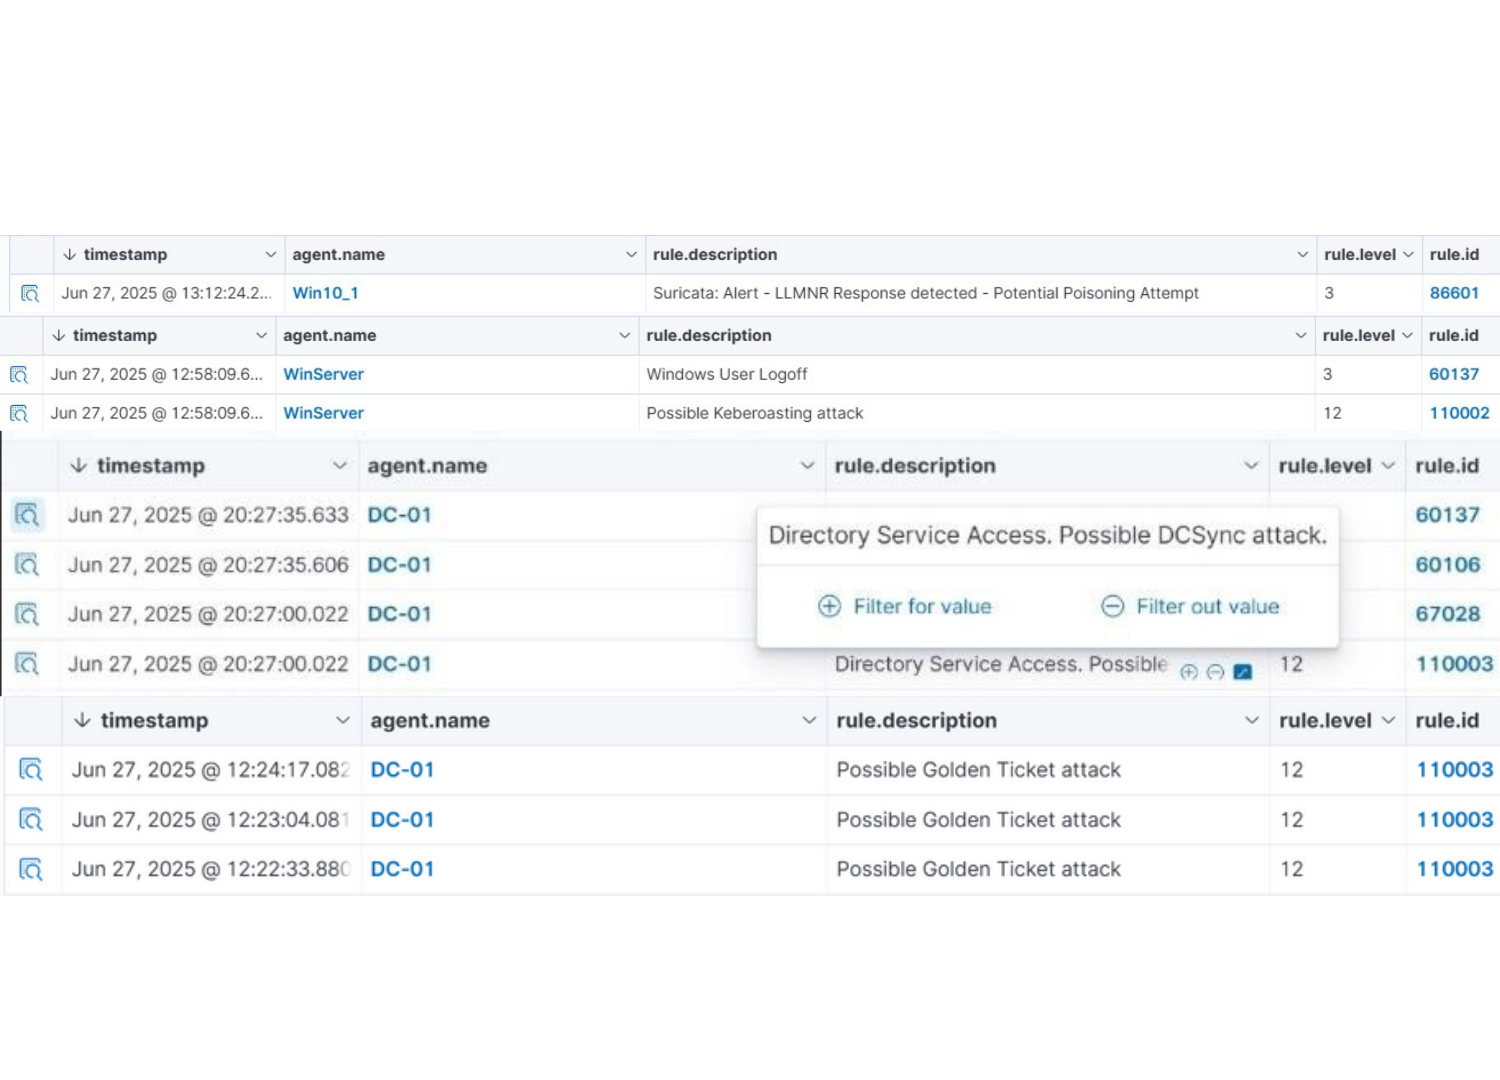 timestamp agent.name rule.description rule.level rule.id
Jun 27, 2025 @ 13:12:24.2... Win10_1 Suricata: Alert - LLMNR Response detected - Potential Poisoning Attempt 3 86601
timestamp agent.name rule.description rule.level rule.id
Jun 27, 2025 @ 12:58:09.6... WinServer Windows User Logoff 3 60137
Jun 27, 2025 @ 12:58:09.6... WinServer Possible Keberoasting attack 12 110002
timestamp agent.name rule.description rule.level rule.id
Jun 27, 2025 @ 20:27:35.633 DC-01 60137
Directory Service Access. Possible DCSync attack.
Jun 27, 2025 @ 20:27:35.606 DC-01 60106
Filter for value Filter out value
Jun 27, 2025 @ 20:27:00.022 DC-01 67028
Jun 27, 2025 @ 20:27:00.022 DC-01 Directory Service Access. Possible 12 110003
timestamp agent.name rule.description rule.level rule.id
Jun 27, 2025 @ 12:24:17.082 DC-01 Possible Golden Ticket attack 12 110003
Jun 27, 2025 @ 12:23:04.081 DC-01 Possible Golden Ticket attack 12 110003
Jun 27, 2025 @ 12:22:33.880 DC-01 Possible Golden Ticket attack 12 110003